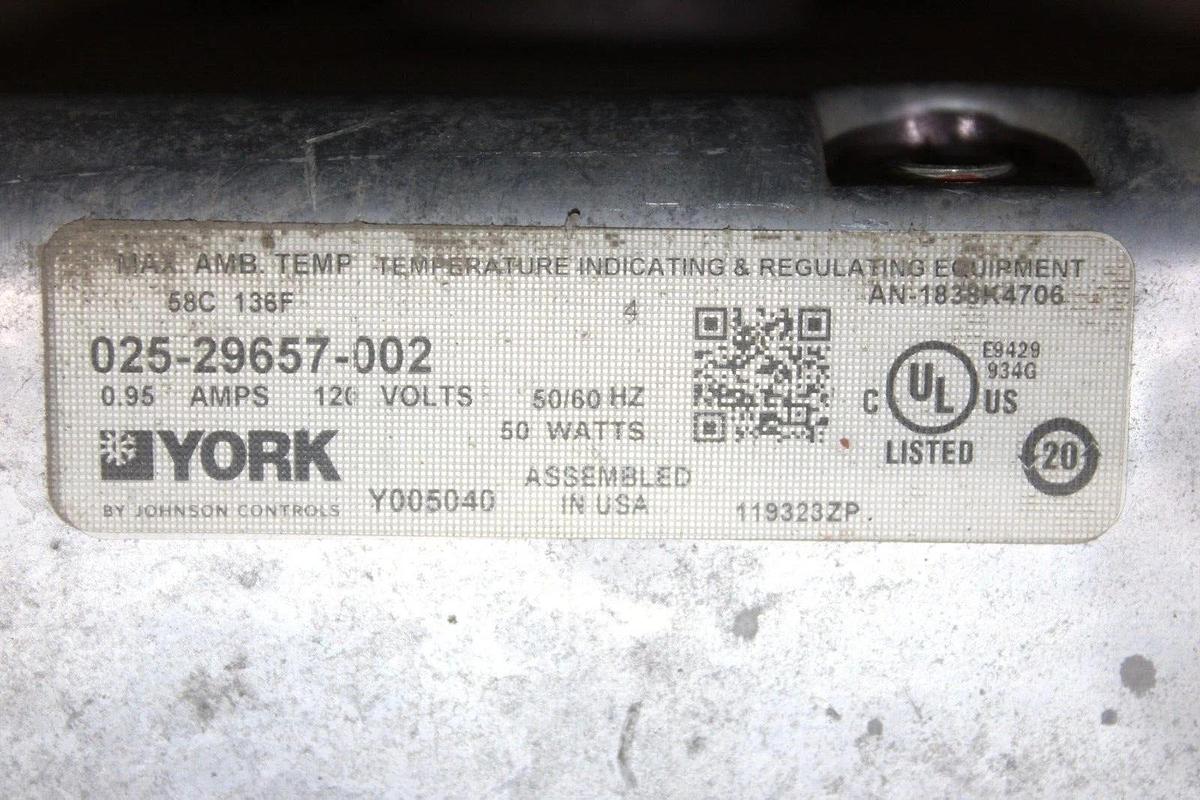 MAX. AMB. TEMP TEMPERATURE INDICATING & REGULATING EQUIPMENT
58C 136F 4 AN-1838K4706
025-29657-002
0.95 AMPS 120 VOLTS 50/60 HZ
50 WATTS
YORK
BY JOHNSON CONTROLS
Y005040
ASSEMBLED
IN USA
119323ZP
E9429
934G
C UL US
LISTED
20